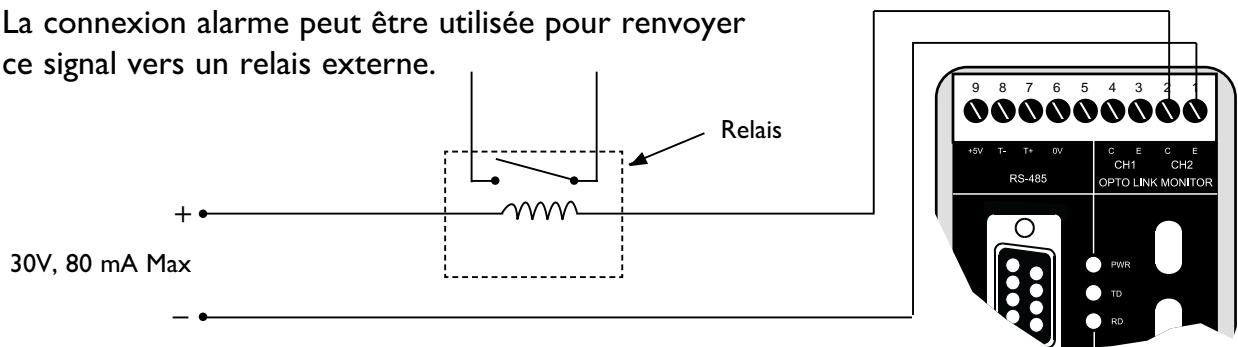 La connexion alarme peut être utilisée pour renvoyer
ce signal vers un relais externe.
Relais
+
30V, 80 mA Max
–
9 8 7 6 5 4 3 2 1
+5V T- T+ 0V C E C E
CH1 CH2
RS-485 OPTO LINK MONITOR
PWR
TD
RD